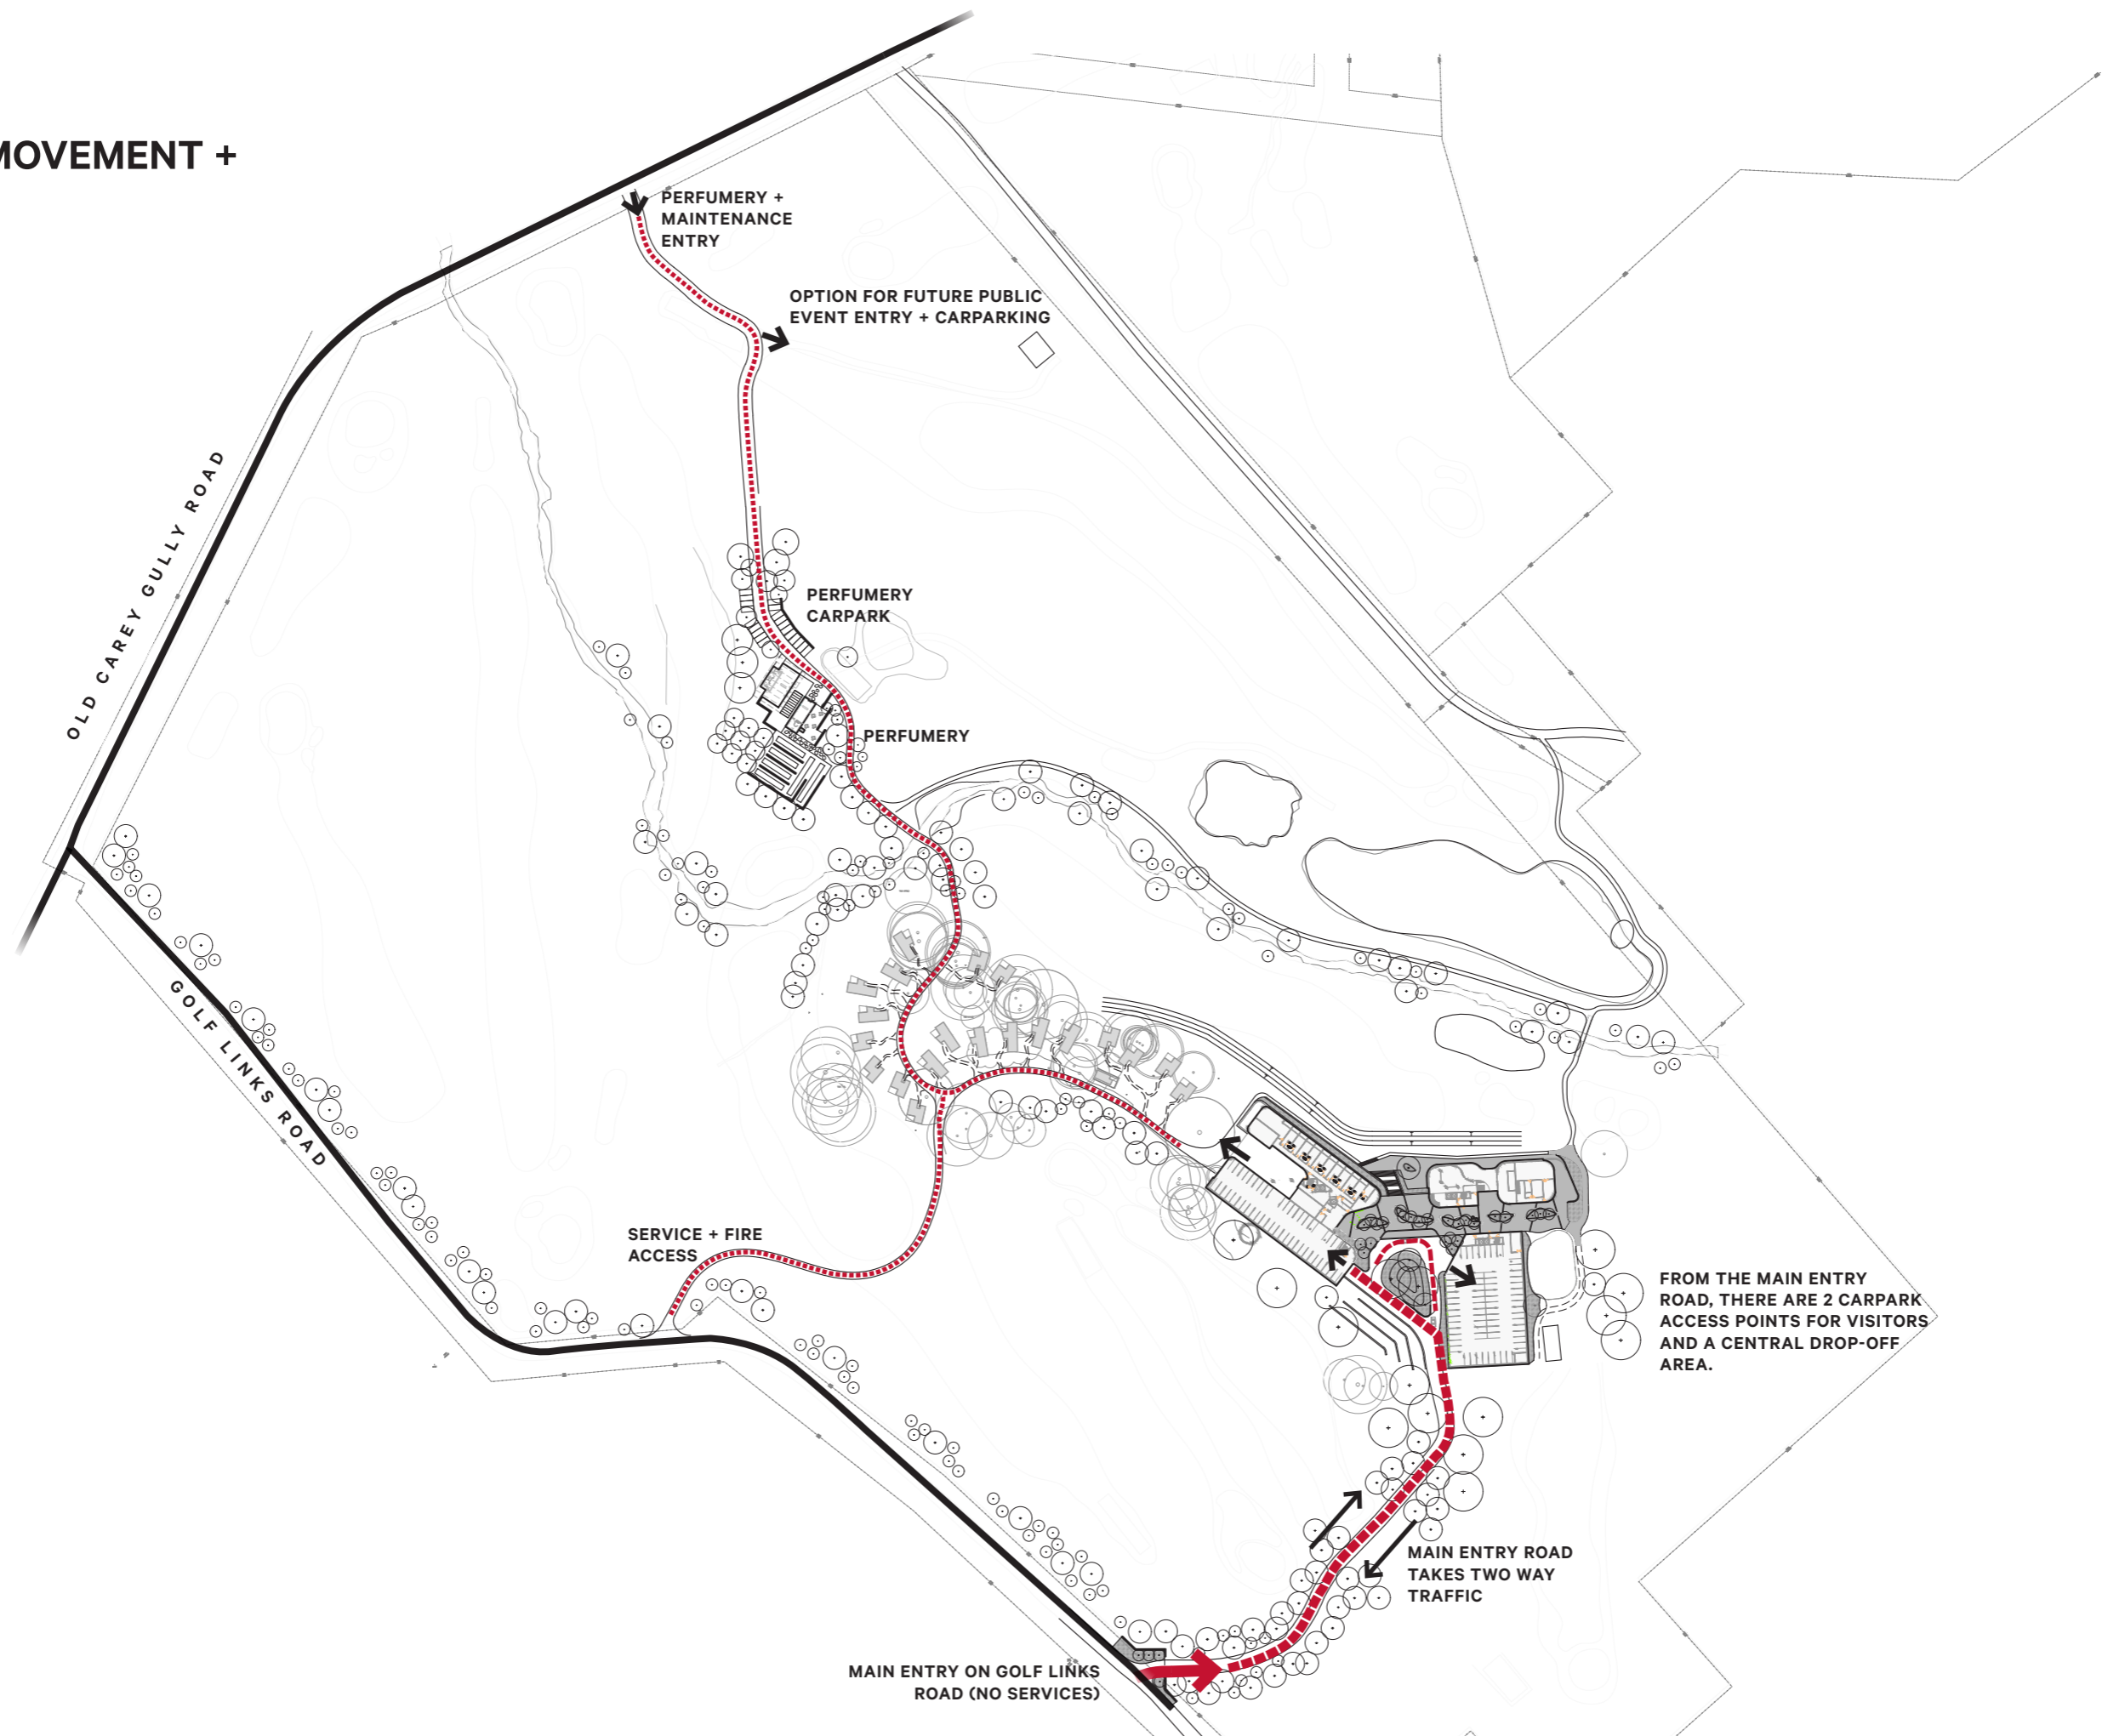 MOVEMENT +
PERFUMERY +
MAINTENANCE
ENTRY
OPTION FOR FUTURE PUBLIC
EVENT ENTRY + CARPARKING
OLD CAREY GULLY ROAD
PERFUMERY
CARPARK
PERFUMERY
GOLF LINKS ROAD
SERVICE + FIRE
ACCESS
FROM THE MAIN ENTRY
ROAD, THERE ARE 2 CARPARK
ACCESS POINTS FOR VISITORS
AND A CENTRAL DROP-OFF
AREA.
MAIN ENTRY ROAD
TAKES TWO WAY
TRAFFIC
MAIN ENTRY ON GOLF LINKS
ROAD (NO SERVICES)